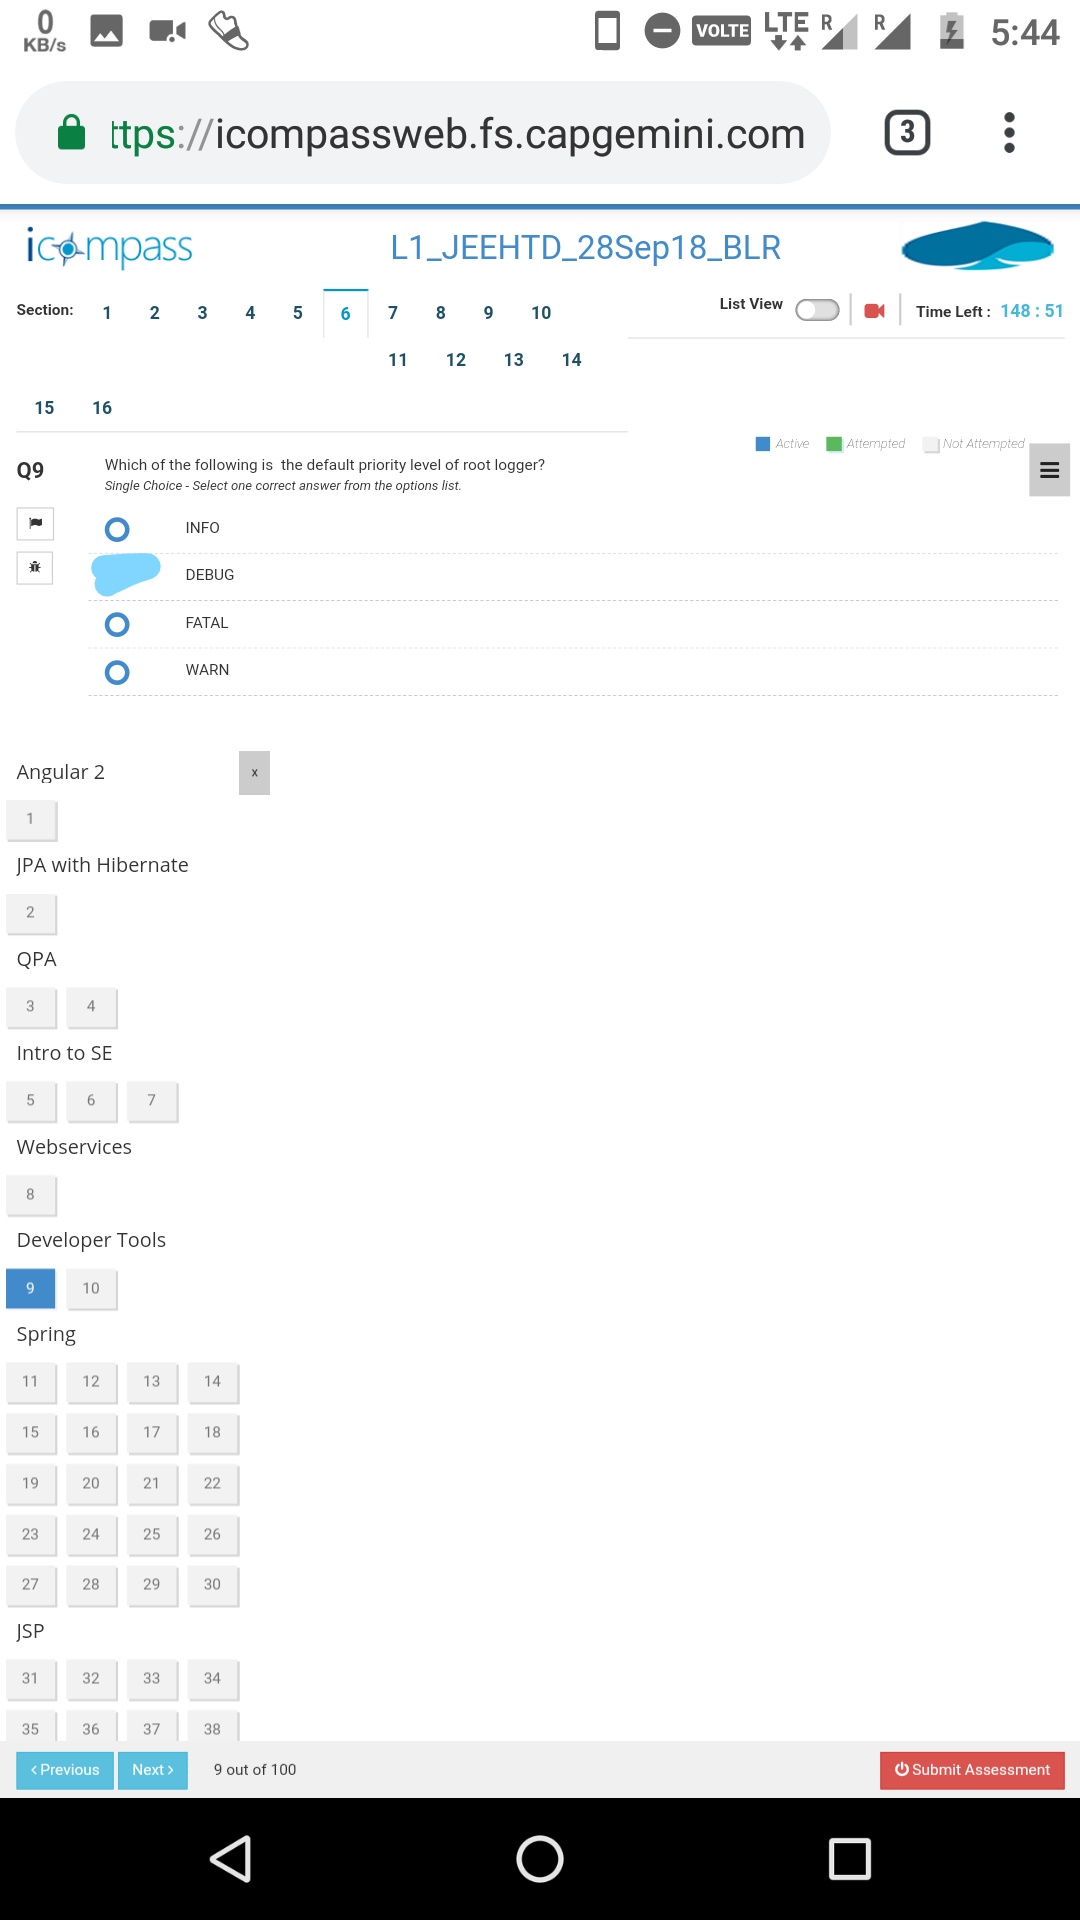 0
KB/s
VOLTE
LTE
R
R
5:44
ttps://icompassweb.fs.capgemini.com
3
icompass
L1_JEEHTD_28Sep18_BLR
Section: 1 2 3 4 5 6 7 8 9 10
List View
Time Left : 148 : 51
11 12 13 14
15 16
Active Attempted Not Attempted
Q9
Which of the following is the default priority level of root logger?
Single Choice - Select one correct answer from the options list.
INFO
DEBUG
FATAL
WARN
Angular 2 x
1
JPA with Hibernate
2
QPA
3 4
Intro to SE
5 6 7
Webservices
8
Developer Tools
9 10
Spring
11 12 13 14
15 16 17 18
19 20 21 22
23 24 25 26
27 28 29 30
JSP
31 32 33 34
35 36 37 38
Previous Next 9 out of 100 Submit Assessment